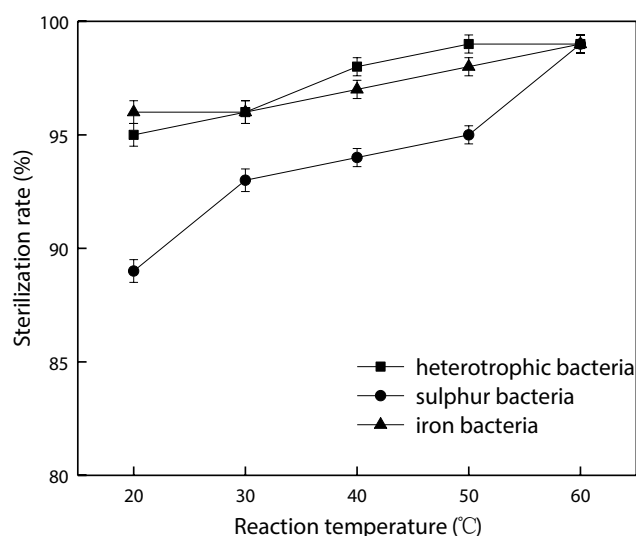 100
95
90
85
80
Sterilization rate (%)
heterotrophic bacteria
sulphur bacteria
iron bacteria
20 30 40 50 60
Reaction temperature (℃)